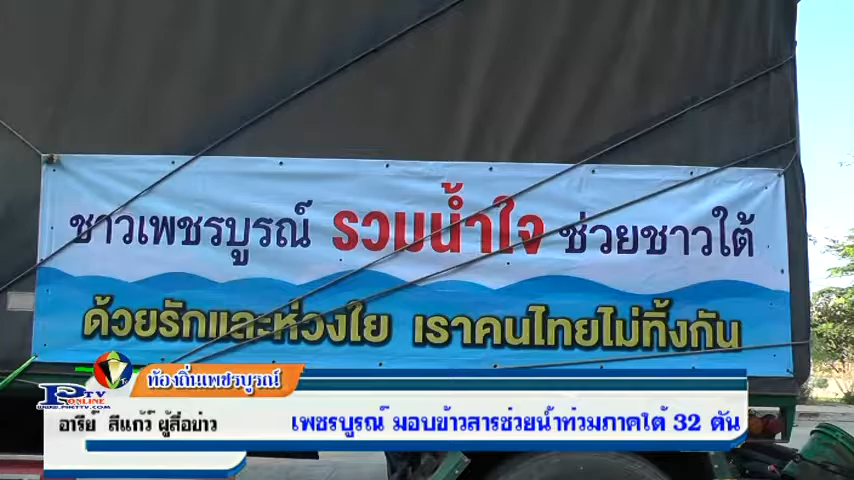 ชาวเพชรบูรณ์ รวมน้ำใจ ช่วยชาวใต้
ด้วยรักและห่วงใย เราคนไทยไม่ทิ้งกัน
ท้องถิ่นเพชรบูรณ์
PTV
ONLINE
อารีย์ สีแก้ว ผู้สื่อข่าว
เพชรบูรณ์ มอบข้าวสารช่วยน้ำท่วมภาคใต้ 32 ตัน